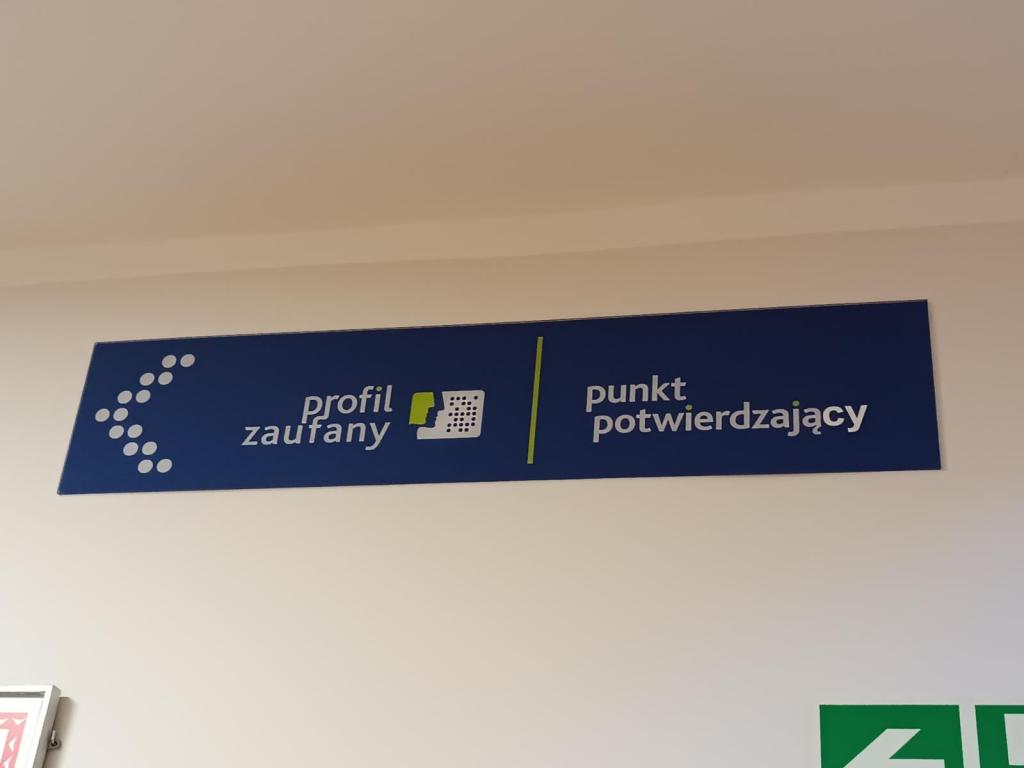 profil
zaufany
punkt
potwierdzający